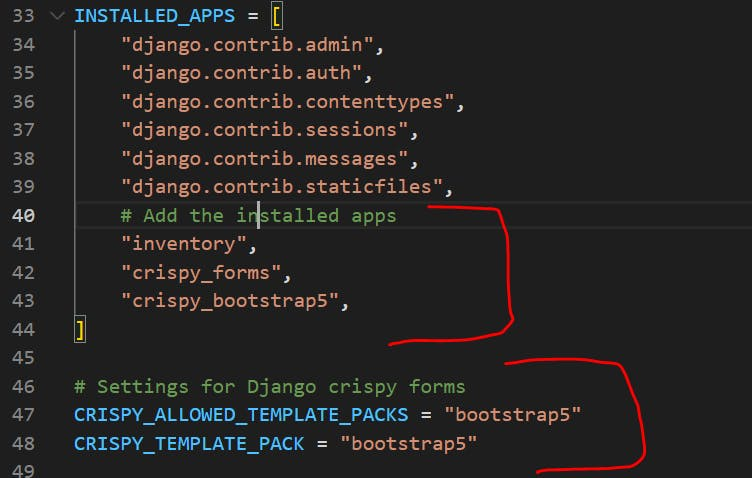 33 INSTALLED_APPS = [
34 "django.contrib.admin",
35 "django.contrib.auth",
36 "django.contrib.contenttypes",
37 "django.contrib.sessions",
38 "django.contrib.messages",
39 "django.contrib.staticfiles",
40 # Add the installed apps
41 "inventory",
42 "crispy_forms",
43 "crispy_bootstrap5",
44 ]
45
46 # Settings for Django crispy forms
47 CRISPY_ALLOWED_TEMPLATE_PACKS = "bootstrap5"
48 CRISPY_TEMPLATE_PACK = "bootstrap5"
49